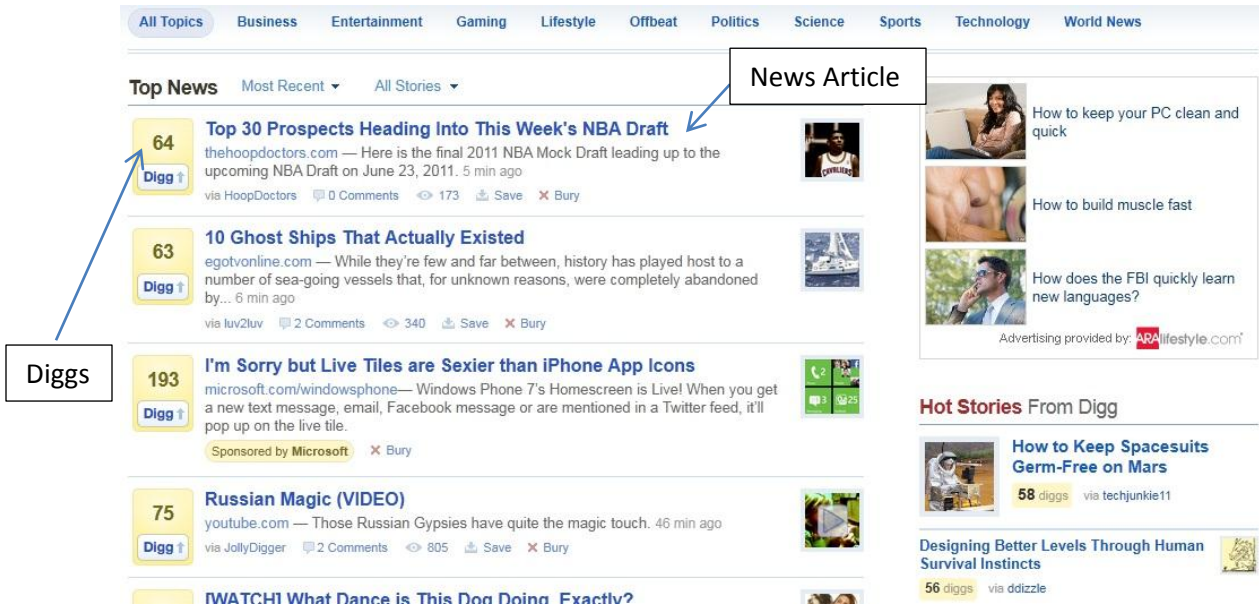 All Topics Business Entertainment Gaming Lifestyle Offbeat Politics Science Sports Technology World News
Top News Most Recent All Stories
News Article
64
Digg
Top 30 Prospects Heading Into This Week's NBA Draft
thehoopdoctors.com — Here is the final 2011 NBA Mock Draft leading up to the
upcoming NBA Draft on June 23, 2011. 5 min ago
via HoopDoctors 0 Comments 173 Save Bury
CAVALIERS
63
Digg
10 Ghost Ships That Actually Existed
egotvonline.com — While they're few and far between, history has played host to a
number of sea-going vessels that, for unknown reasons, were completely abandoned
by... 6 min ago
via luv2luv 2 Comments 340 Save Bury
Diggs
193
Digg
I'm Sorry but Live Tiles are Sexier than iPhone App Icons
microsoft.com/windowsphone— Windows Phone 7's Homescreen is Live! When you get
a new text message, email, Facebook message or are mentioned in a Twitter feed, it'll
pop up on the live tile.
Sponsored by Microsoft Bury
2
3 25
75
Digg
Russian Magic (VIDEO)
youtube.com — Those Russian Gypsies have quite the magic touch. 46 min ago
via JollyDigger 2 Comments 805 Save Bury
[WATCH] What Dance is This Dog Doing, Exactly?
How to keep your PC clean and
quick
How to build muscle fast
How does the FBI quickly learn
new languages?
Advertising provided by: ARAlifestyle.com
Hot Stories From Digg
How to Keep Spacesuits
Germ-Free on Mars
58 diggs via techjunkie11
Designing Better Levels Through Human
Survival Instincts
56 diggs via ddizzle